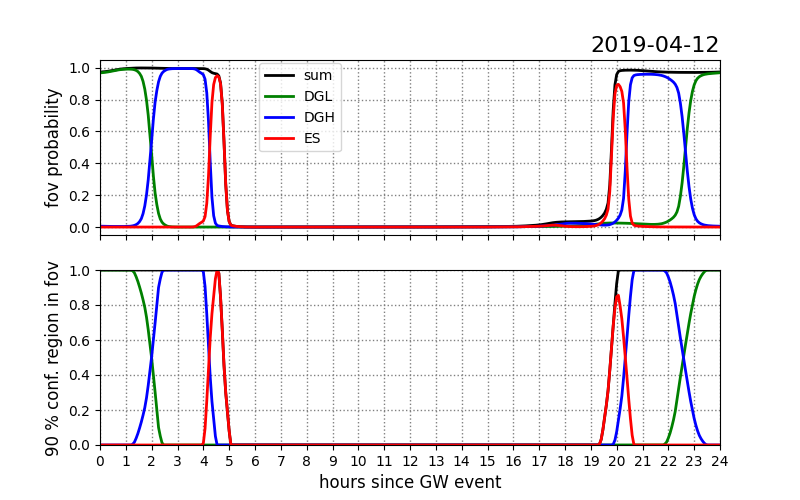 2019-04-12
fov probability
1.0
0.8
0.6
0.4
0.2
0.0
sum
DGL
DGH
ES
90 % conf. region in fov
1.0
0.8
0.6
0.4
0.2
0.0
0 1 2 3 4 5 6 7 8 9 10 11 12 13 14 15 16 17 18 19 20 21 22 23 24
hours since GW event